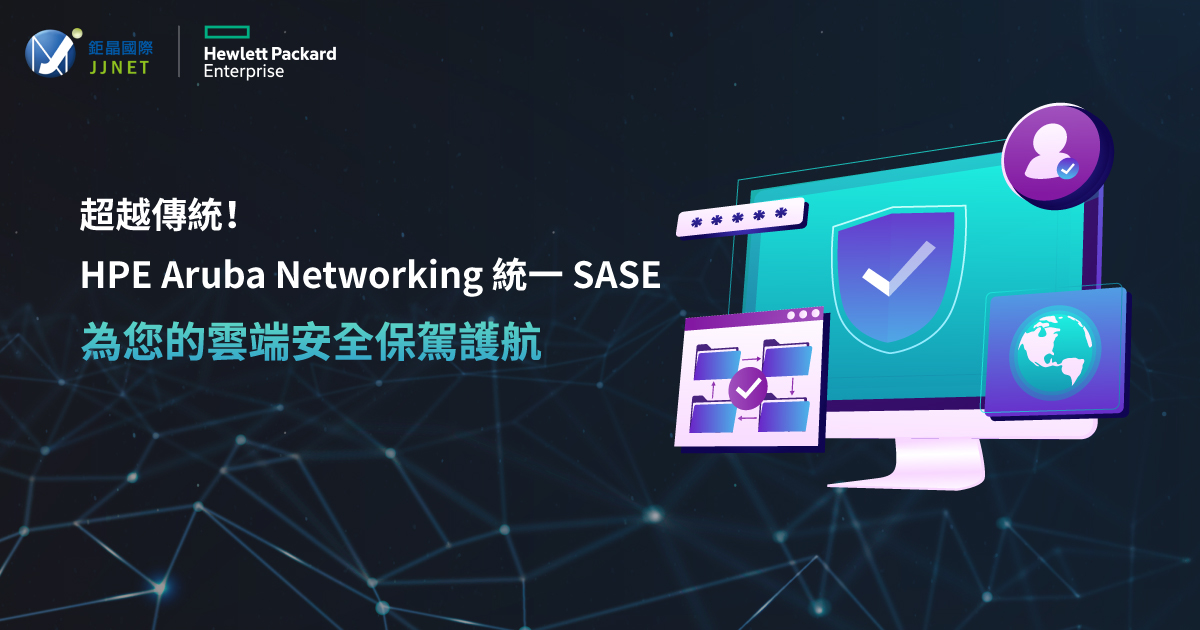 鉅晶國際
JJNET
Hewlett Packard
Enterprise
超越傳統!
HPE Aruba Networking 統一 SASE
為您的雲端安全保駕護航
*****